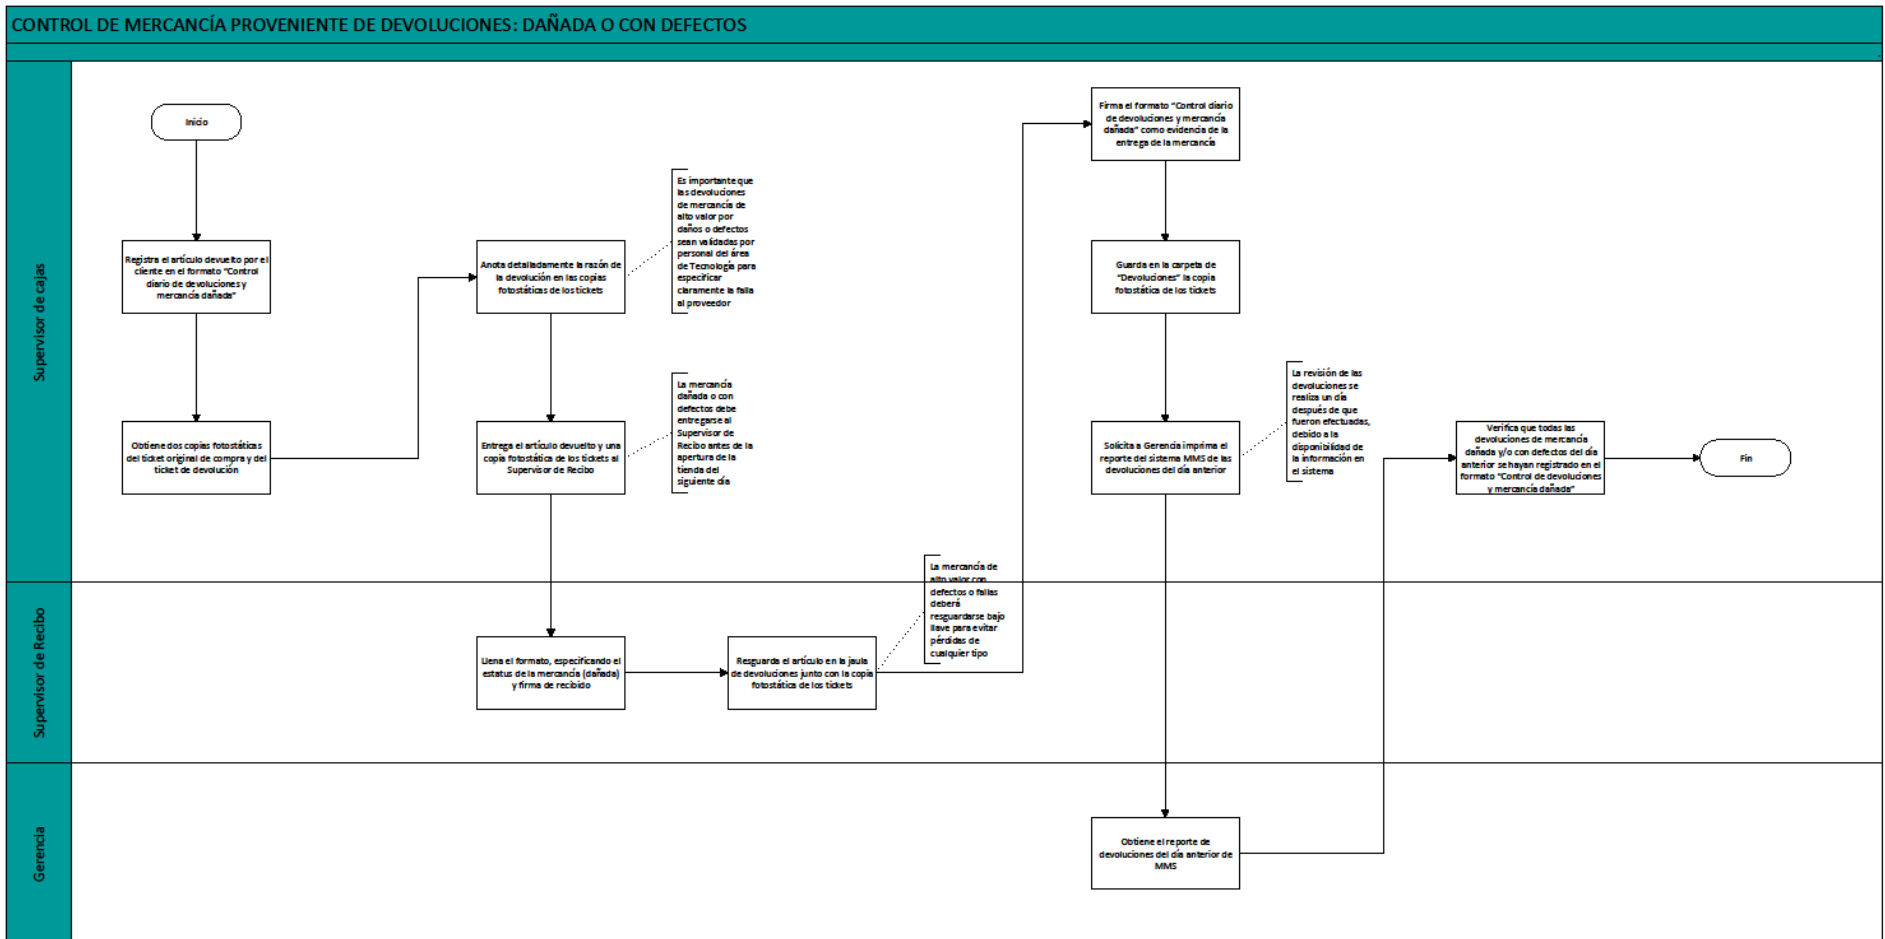 CONTROL DE MERCANCÍA PROVENIENTE DE DEVOLUCIONES: DAÑADA O CON DEFECTOS
Supervisor de cajas
Inicio
Registra el artículo devuelto por el
cliente en el formato “Control
diario de devoluciones y
mercancía dañada”
Obtiene dos copias fotostáticas
del ticket original de compra y del
ticket de devolución
Anota detalladamente la razón de
la devolución en las copias
fotostáticas de los tickets
Es importante que
las devoluciones
de mercancía de
alto valor por
daños o defectos
sean validadas por
personal del área
de Tecnología para
especificar
claramente la falla
al proveedor
Entrega el artículo devuelto y una
copia fotostática de los tickets al
Supervisor de Recibo
La mercancía
dañada o con
defectos debe
entregarse al
Supervisor de
Recibo antes de la
apertura de la
tienda del
siguiente día
Supervisor de Recibo
Llena el formato, especificando el
estatus de la mercancía (dañada)
y firma de recibido
Resguarda el artículo en la jaula
de devoluciones junto con la copia
fotostática de los tickets
La mercancía de
alto valor con
defectos o fallas
deberá
resguardarse bajo
llave para evitar
pérdidas de
cualquier tipo
Firma el formato “Control diario
de devoluciones y mercancía
dañada” como evidencia de la
entrega de la mercancía
Guarda en la carpeta de
“Devoluciones” la copia
fotostática de los tickets
Solicita a Gerencia imprima el
reporte del sistema MMS de las
devoluciones del día anterior
La revisión de las
devoluciones se
realiza un día
después de que
fueron efectuadas,
debido a la
disponibilidad de
la información en
el sistema
Gerencia
Obtiene el reporte de
devoluciones del día anterior de
MMS
Verifica que todas las
devoluciones de mercancía
dañada y/o con defectos del día
anterior se hayan registrado en el
formato “Control de devoluciones
y mercancía dañada”
Fin